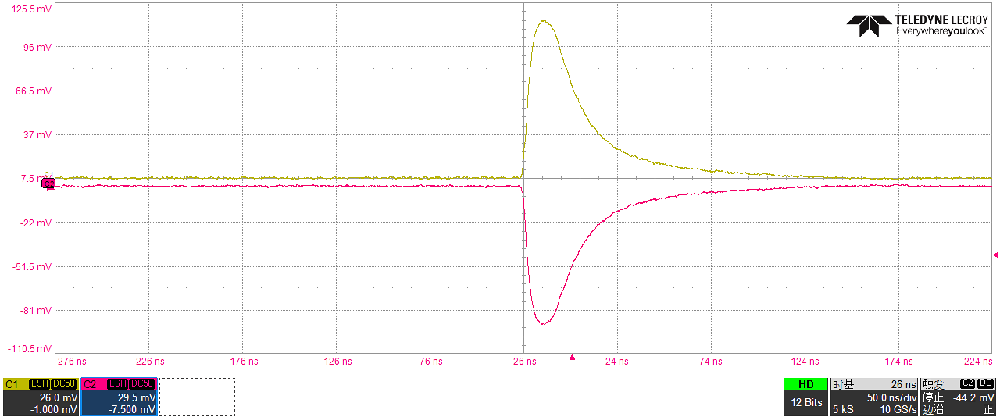 125.5 mV
TELEDYNE LECROY
Everywhereyoulook™
96 mV
66.5 mV
37 mV
C1
7.5 mV
C2
-22 mV
-51.5 mV
-81 mV
-110.5 mV
-276 ns -226 ns -176 ns -126 ns -76 ns -26 ns 24 ns 74 ns 124 ns 174 ns 224 ns
C1 ESR DC50
26.0 mV
-1.000 mV
C2 ESR DC50
29.5 mV
-7.500 mV
HD
12 Bits
时基 26 ns
50.0 ns/div
5 kS 10 GS/s
触发 C2 DC
停止 -44.2 mV
边沿 正